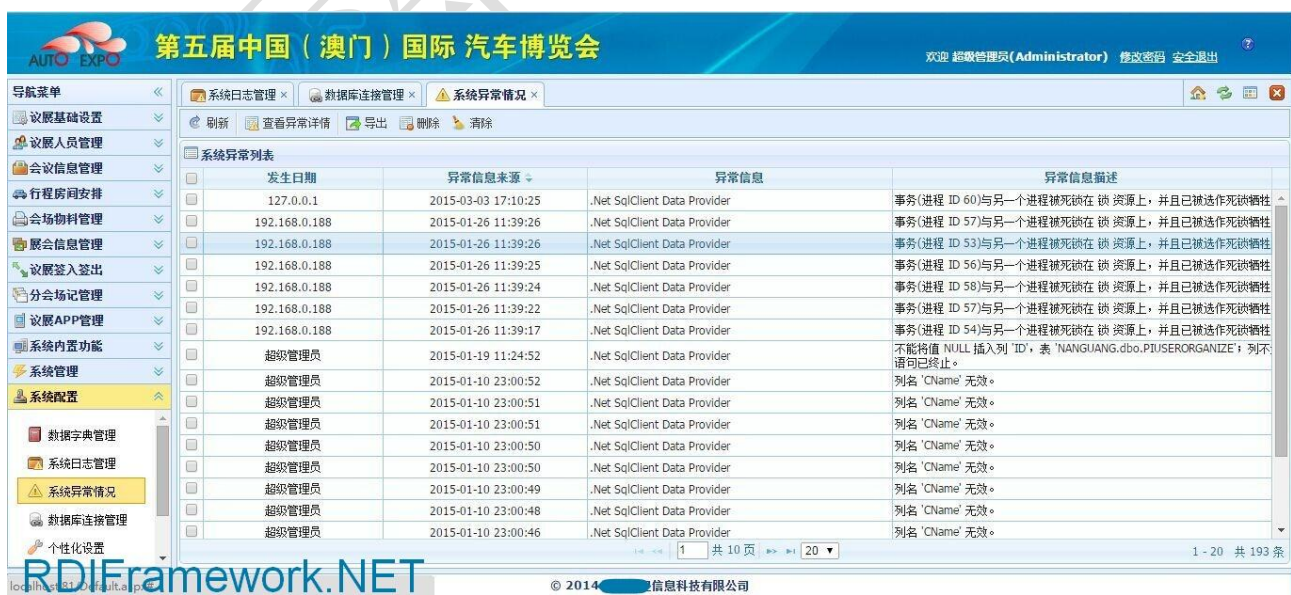 AUTO EXPO
第五届中国（澳门）国际 汽车博览会
欢迎 超级管理员(Administrator) 修改密码 安全退出
导航菜单
议展基础设置
议展人员管理
会议信息管理
行程房间安排
会场物料管理
展会信息管理
议展签入签出
分会场记管理
议展APP管理
系统内置功能
系统管理
系统配置
数据字典管理
系统日志管理
系统异常情况
数据库连接管理
个性化设置
系统日志管理 × 数据库连接管理 × 系统异常情况 ×
刷新 查看异常详情 导出 删除 清除
系统异常列表
发生日期 异常信息来源 异常信息 异常信息描述
127.0.0.1 2015-03-03 17:10:25 .Net SqlClient Data Provider 事务(进程 ID 60)与另一个进程被死锁在 锁 资源上，并且已被选作死锁牺牲
192.168.0.188 2015-01-26 11:39:26 .Net SqlClient Data Provider 事务(进程 ID 57)与另一个进程被死锁在 锁 资源上，并且已被选作死锁牺牲
192.168.0.188 2015-01-26 11:39:26 .Net SqlClient Data Provider 事务(进程 ID 53)与另一个进程被死锁在 锁 资源上，并且已被选作死锁牺牲
192.168.0.188 2015-01-26 11:39:25 .Net SqlClient Data Provider 事务(进程 ID 56)与另一个进程被死锁在 锁 资源上，并且已被选作死锁牺牲
192.168.0.188 2015-01-26 11:39:24 .Net SqlClient Data Provider 事务(进程 ID 58)与另一个进程被死锁在 锁 资源上，并且已被选作死锁牺牲
192.168.0.188 2015-01-26 11:39:22 .Net SqlClient Data Provider 事务(进程 ID 57)与另一个进程被死锁在 锁 资源上，并且已被选作死锁牺牲
192.168.0.188 2015-01-26 11:39:17 .Net SqlClient Data Provider 事务(进程 ID 54)与另一个进程被死锁在 锁 资源上，并且已被选作死锁牺牲
超级管理员 2015-01-19 11:24:52 .Net SqlClient Data Provider 不能将值 NULL 插入列 'ID'，表 'NANGUANG.dbo.PIUSERORGANIZE'；列不
语句已终止。
超级管理员 2015-01-10 23:00:52 .Net SqlClient Data Provider 列名 'CName' 无效。
超级管理员 2015-01-10 23:00:51 .Net SqlClient Data Provider 列名 'CName' 无效。
超级管理员 2015-01-10 23:00:51 .Net SqlClient Data Provider 列名 'CName' 无效。
超级管理员 2015-01-10 23:00:50 .Net SqlClient Data Provider 列名 'CName' 无效。
超级管理员 2015-01-10 23:00:50 .Net SqlClient Data Provider 列名 'CName' 无效。
超级管理员 2015-01-10 23:00:49 .Net SqlClient Data Provider 列名 'CName' 无效。
超级管理员 2015-01-10 23:00:48 .Net SqlClient Data Provider 列名 'CName' 无效。
超级管理员 2015-01-10 23:00:46 .Net SqlClient Data Provider 列名 'CName' 无效。
1 共 10 页 20 1 - 20 共 193 条
RDIFramework.NET
© 2014 信息科技有限公司